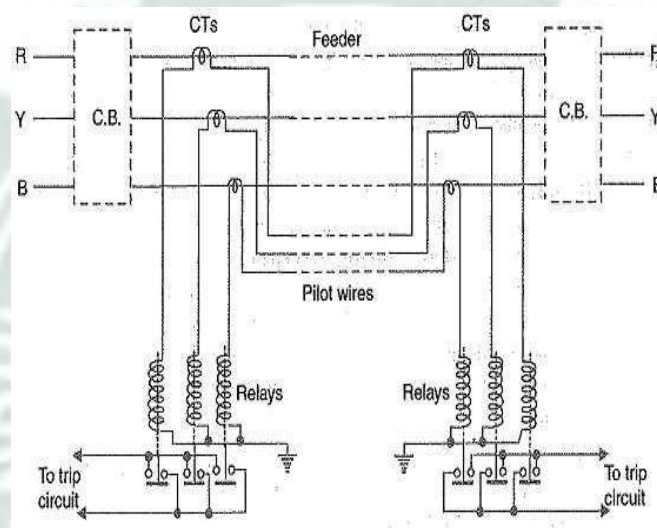 CTs
CTs
Feeder
R
Y
C.B.
C.B.
Y
B
Pilot wires
Relays
Relays
To trip
circuit
To trip
circuit